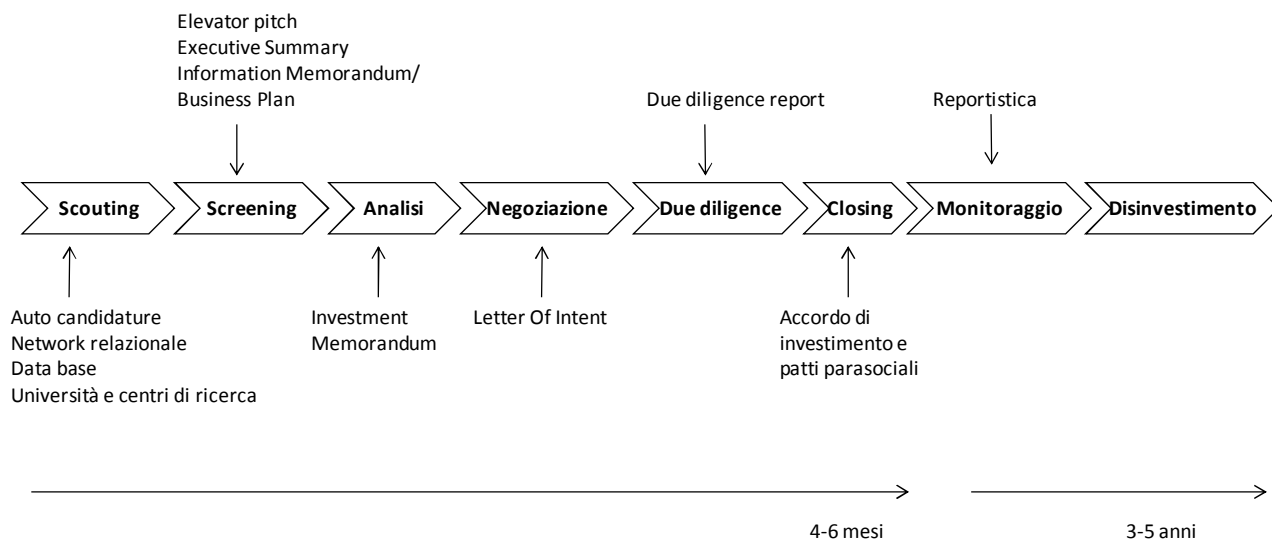 Elevator pitch
Executive Summary
Information Memorandum/
Business Plan
Due diligence report
Reportistica
Scouting
Screening
Analisi
Negoziazione
Due diligence
Closing
Monitoraggio
Disinvestimento
Auto candidature
Network relazionale
Data base
Università e centri di ricerca
Investment
Memorandum
Letter Of Intent
Accordo di
investimento e
patti parasociali
4-6 mesi
3-5 anni